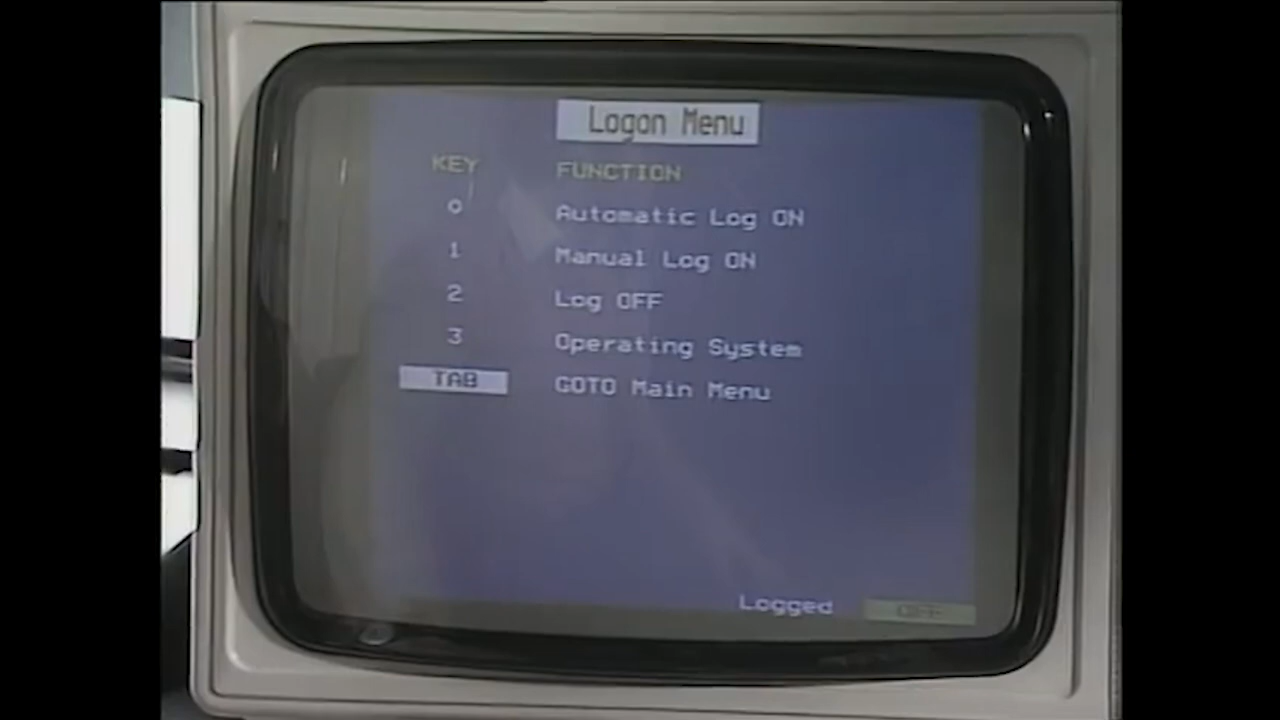 Logon Menu
KEY FUNCTION
0 Automatic Log ON
1 Manual Log ON
2 Log OFF
3 Operating System
TAB GOTO Main Menu
Logged OFF